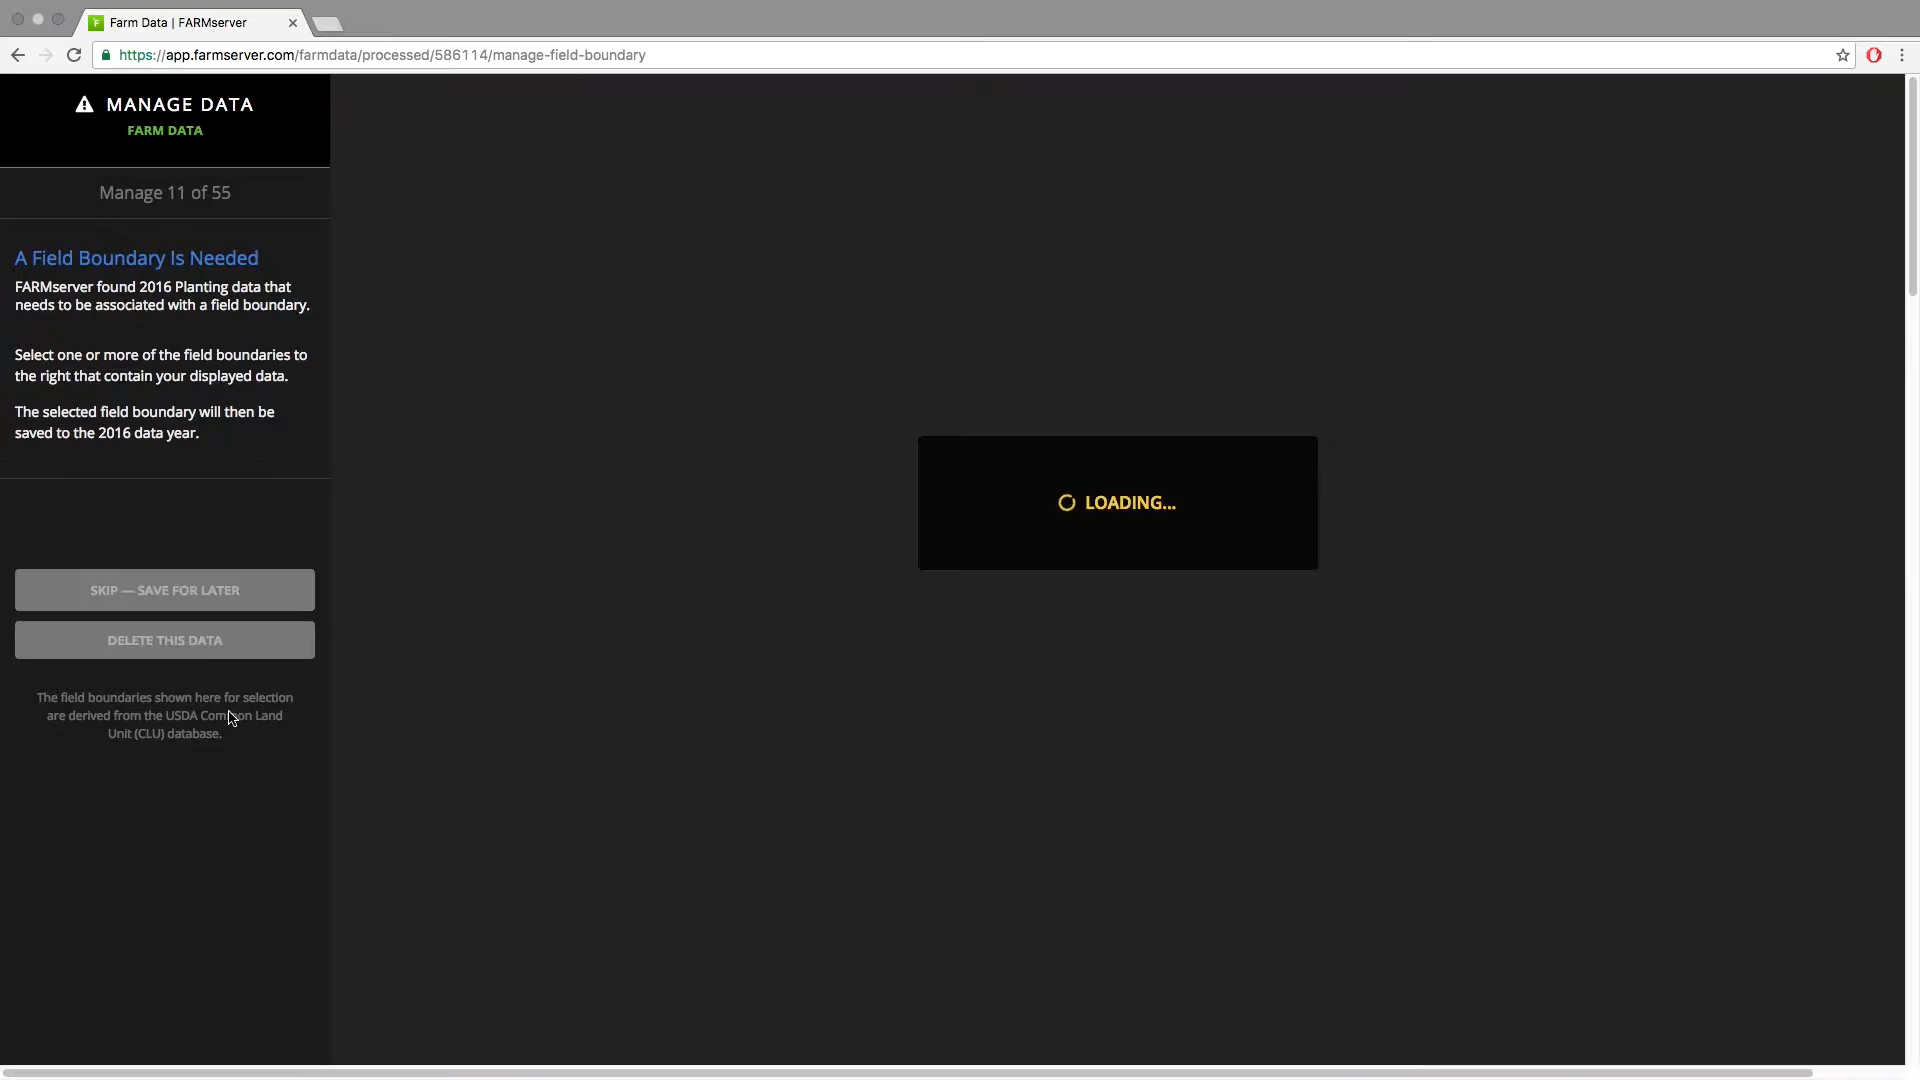 Farm Data | FARMserver
https://app.farmserver.com/farmdata/processed/586114/manage-field-boundary
MANAGE DATA
FARM DATA
Manage 11 of 55
A Field Boundary Is Needed
FARMserver found 2016 Planting data that
needs to be associated with a field boundary.
Select one or more of the field boundaries to
the right that contain your displayed data.
The selected field boundary will then be
saved to the 2016 data year.
LOADING...
SKIP — SAVE FOR LATER
DELETE THIS DATA
The field boundaries shown here for selection
are derived from the USDA Common Land
Unit (CLU) database.